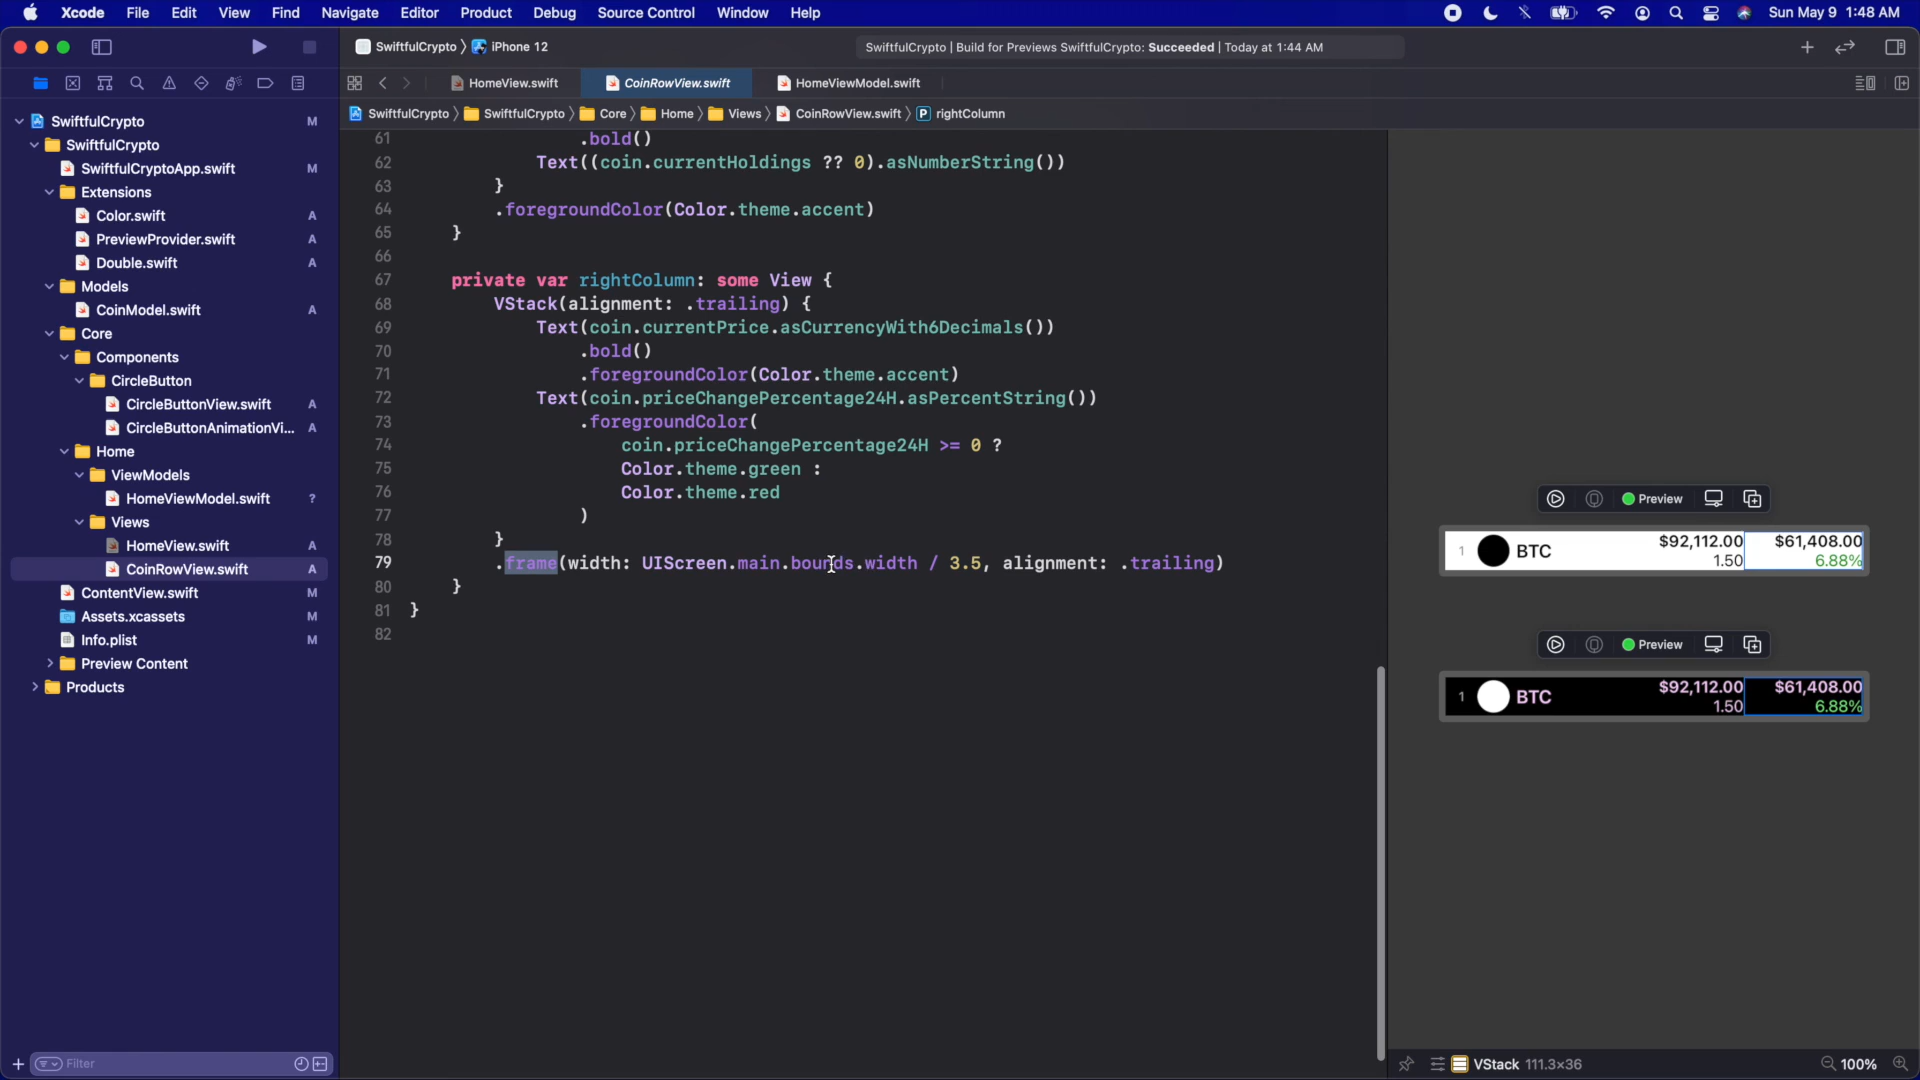 Xcode File Edit View Find Navigate Editor Product Debug Source Control Window Help Sun May 9 1:48 AM
SwiftfulCrypto iPhone 12 SwiftfulCrypto | Build for Previews SwiftfulCrypto: Succeeded | Today at 1:44 AM
HomeView.swift CoinRowView.swift HomeViewModel.swift
SwiftfulCrypto SwiftfulCrypto Core Home Views CoinRowView.swift P rightColumn
SwiftfulCrypto M
SwiftfulCrypto
SwiftfulCryptoApp.swift M
Extensions
Color.swift A
PreviewProvider.swift A
Double.swift A
Models
CoinModel.swift A
Core
Components
CircleButton
CircleButtonView.swift A
CircleButtonAnimationVi... A
Home
ViewModels
HomeViewModel.swift ?
Views
HomeView.swift A
CoinRowView.swift A
ContentView.swift M
Assets.xcassets M
Info.plist M
Preview Content
Products
Filter
61 .bold()
62 Text((coin.currentHoldings ?? 0).asNumberString())
63 }
64 .foregroundColor(Color.theme.accent)
65 }
66
67 private var rightColumn: some View {
68 VStack(alignment: .trailing) {
69 Text(coin.currentPrice.asCurrencyWith6Decimals())
70 .bold()
71 .foregroundColor(Color.theme.accent)
72 Text(coin.priceChangePercentage24H.asPercentString())
73 .foregroundColor(
74 coin.priceChangePercentage24H >= 0 ?
75 Color.theme.green :
76 Color.theme.red
77 )
78 }
79 .frame(width: UIScreen.main.bounds.width / 3.5, alignment: .trailing)
80 }
81 }
82
Preview
1 BTC $92,112.00 $61,408.00
1.50 6.88%
Preview
1 BTC $92,112.00 $61,408.00
1.50 6.88%
VStack 111.3×36 100%